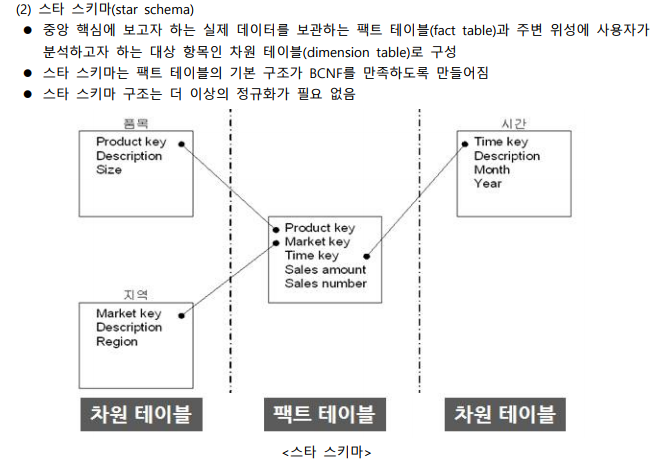 (2) 스타 스키마(star schema)
● 중앙 핵심에 보고자 하는 실제 데이터를 보관하는 팩트 테이블(fact table)과 주변 위성에 사용자가
분석하고자 하는 대상 항목인 차원 테이블(dimension table)로 구성
● 스타 스키마는 팩트 테이블의 기본 구조가 BCNF를 만족하도록 만들어짐
● 스타 스키마 구조는 더 이상의 정규화가 필요 없음
품목
Product key
Description
Size
지역
Market key
Description
Region
차원 테이블
Product key
Market key
Time key
Sales amount
Sales number
팩트 테이블
시간
Time key
Description
Month
Year
차원 테이블
<스타 스키마>